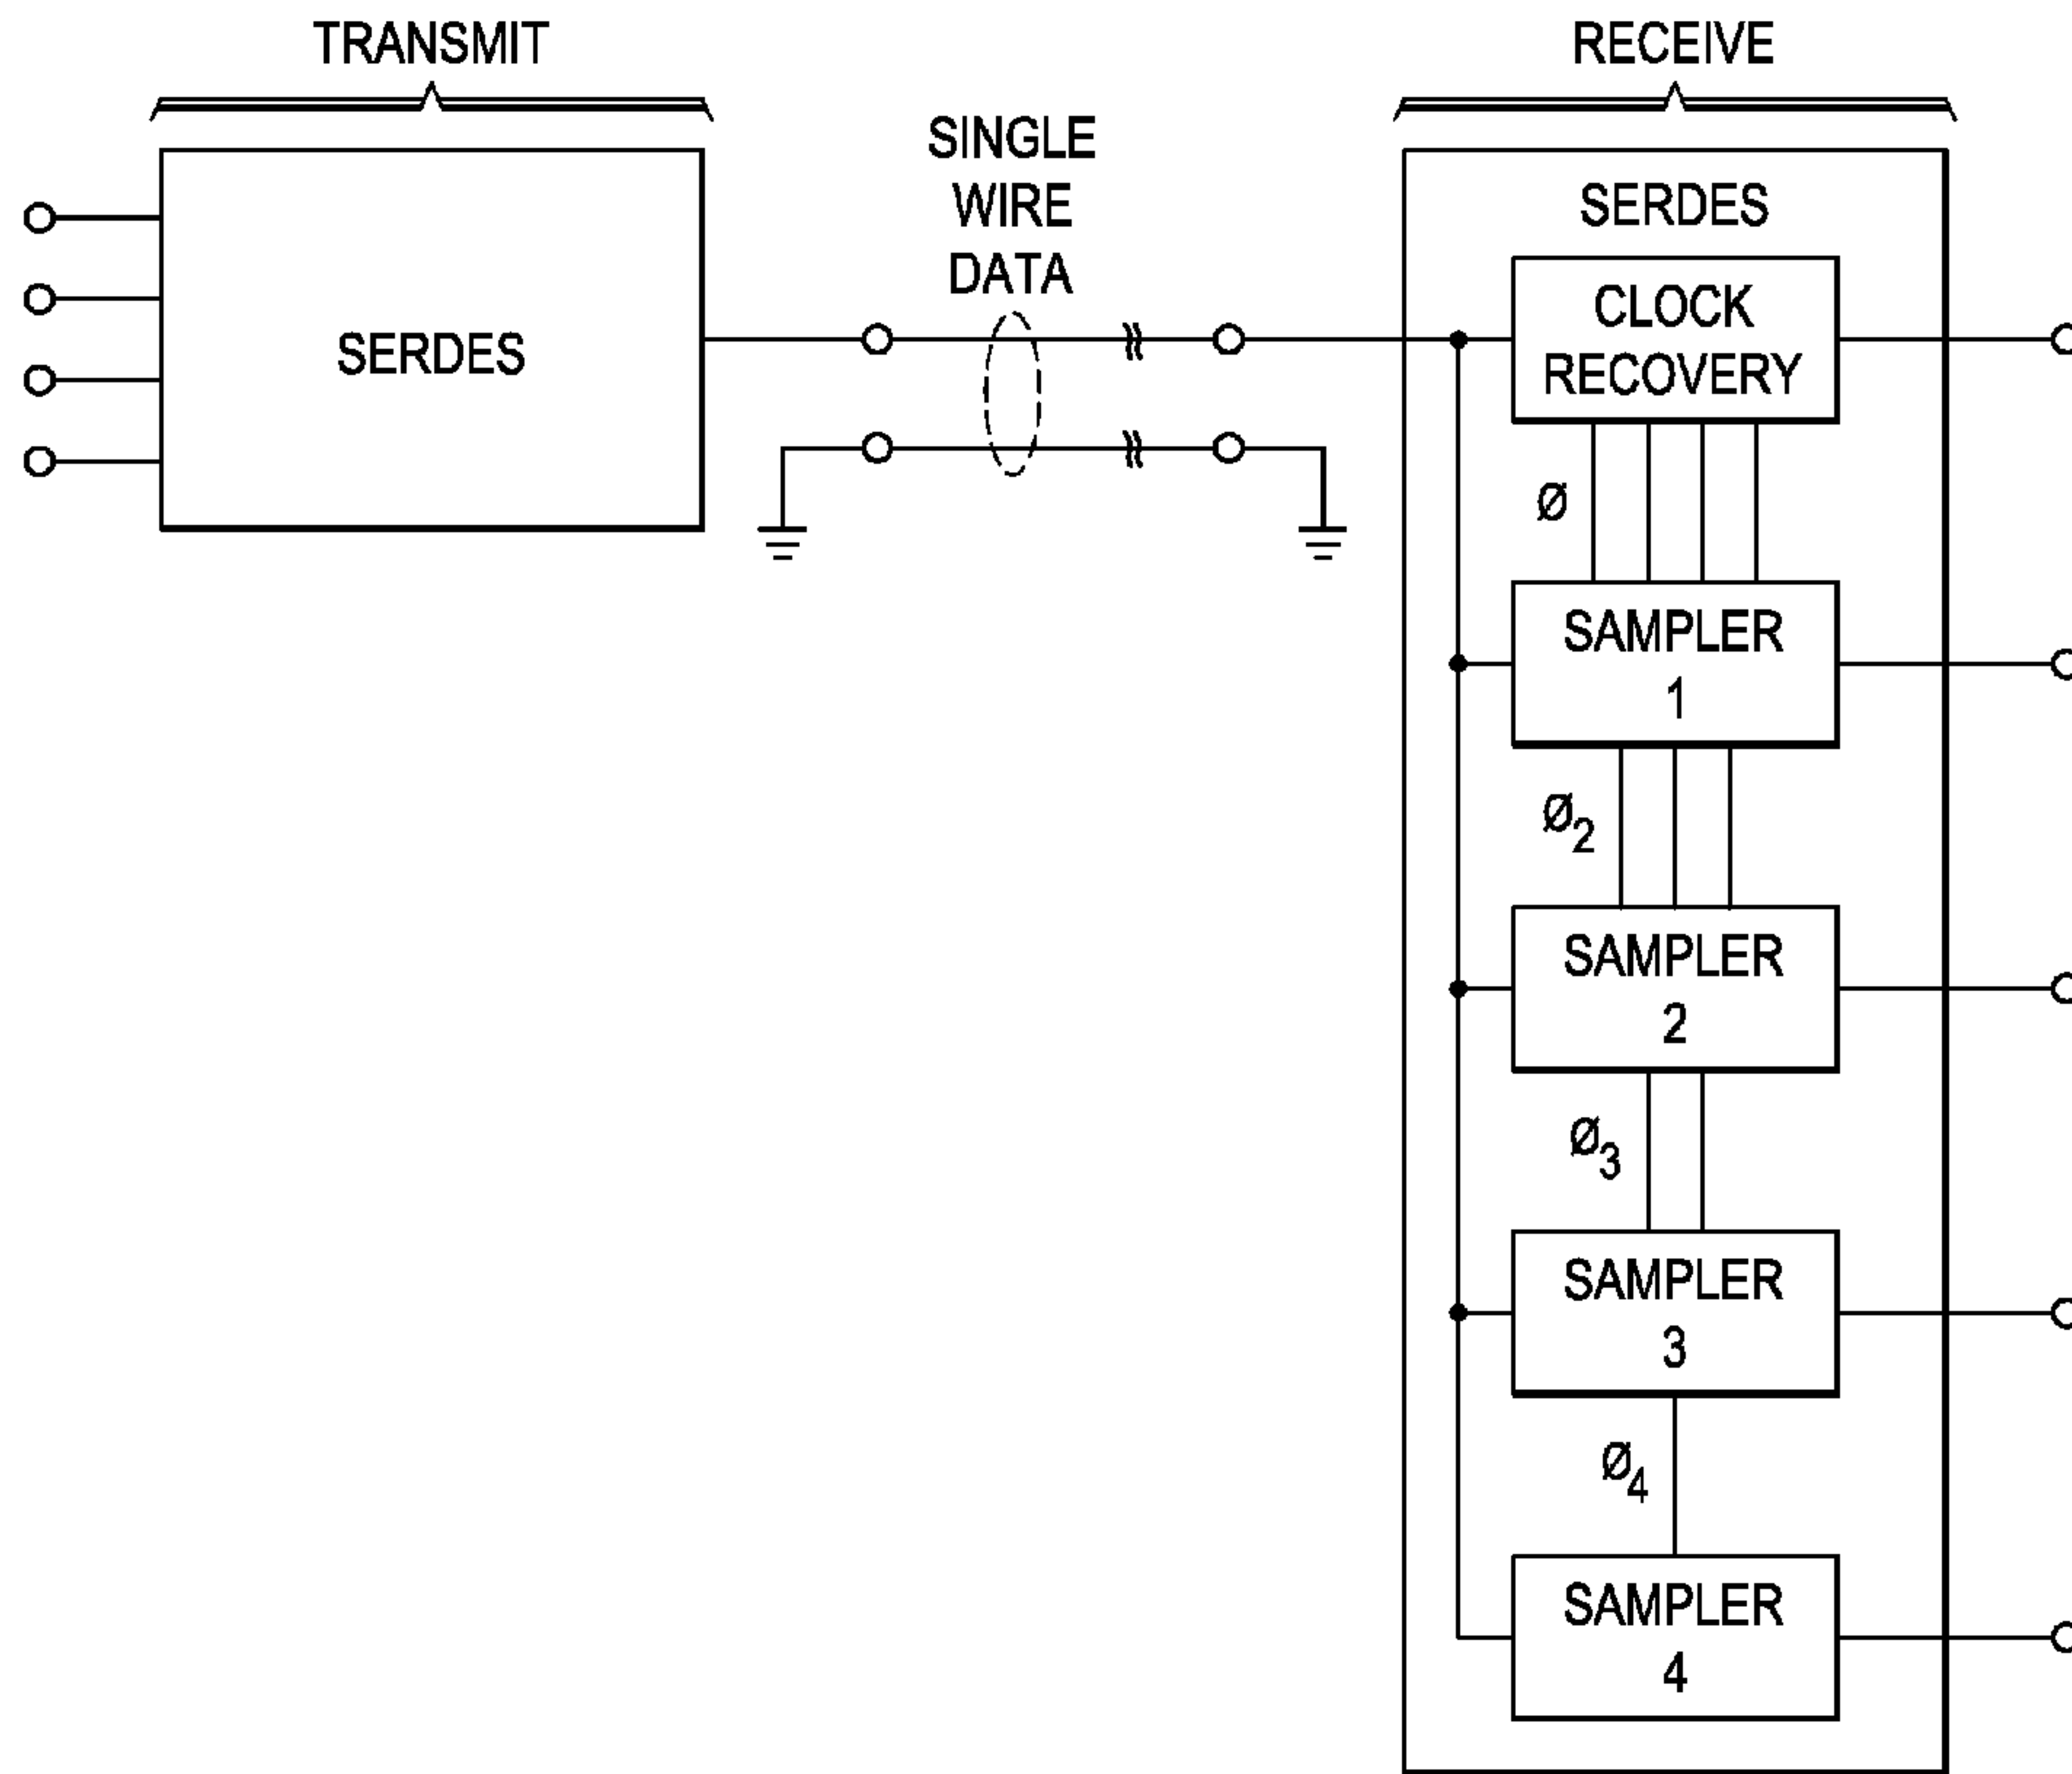 TRANSMIT
RECEIVE
SINGLE
WIRE
DATA
SERDES
SERDES
CLOCK
RECOVERY
Ø
SAMPLER
1
Ø2
SAMPLER
2
Ø3
SAMPLER
3
Ø4
SAMPLER
4